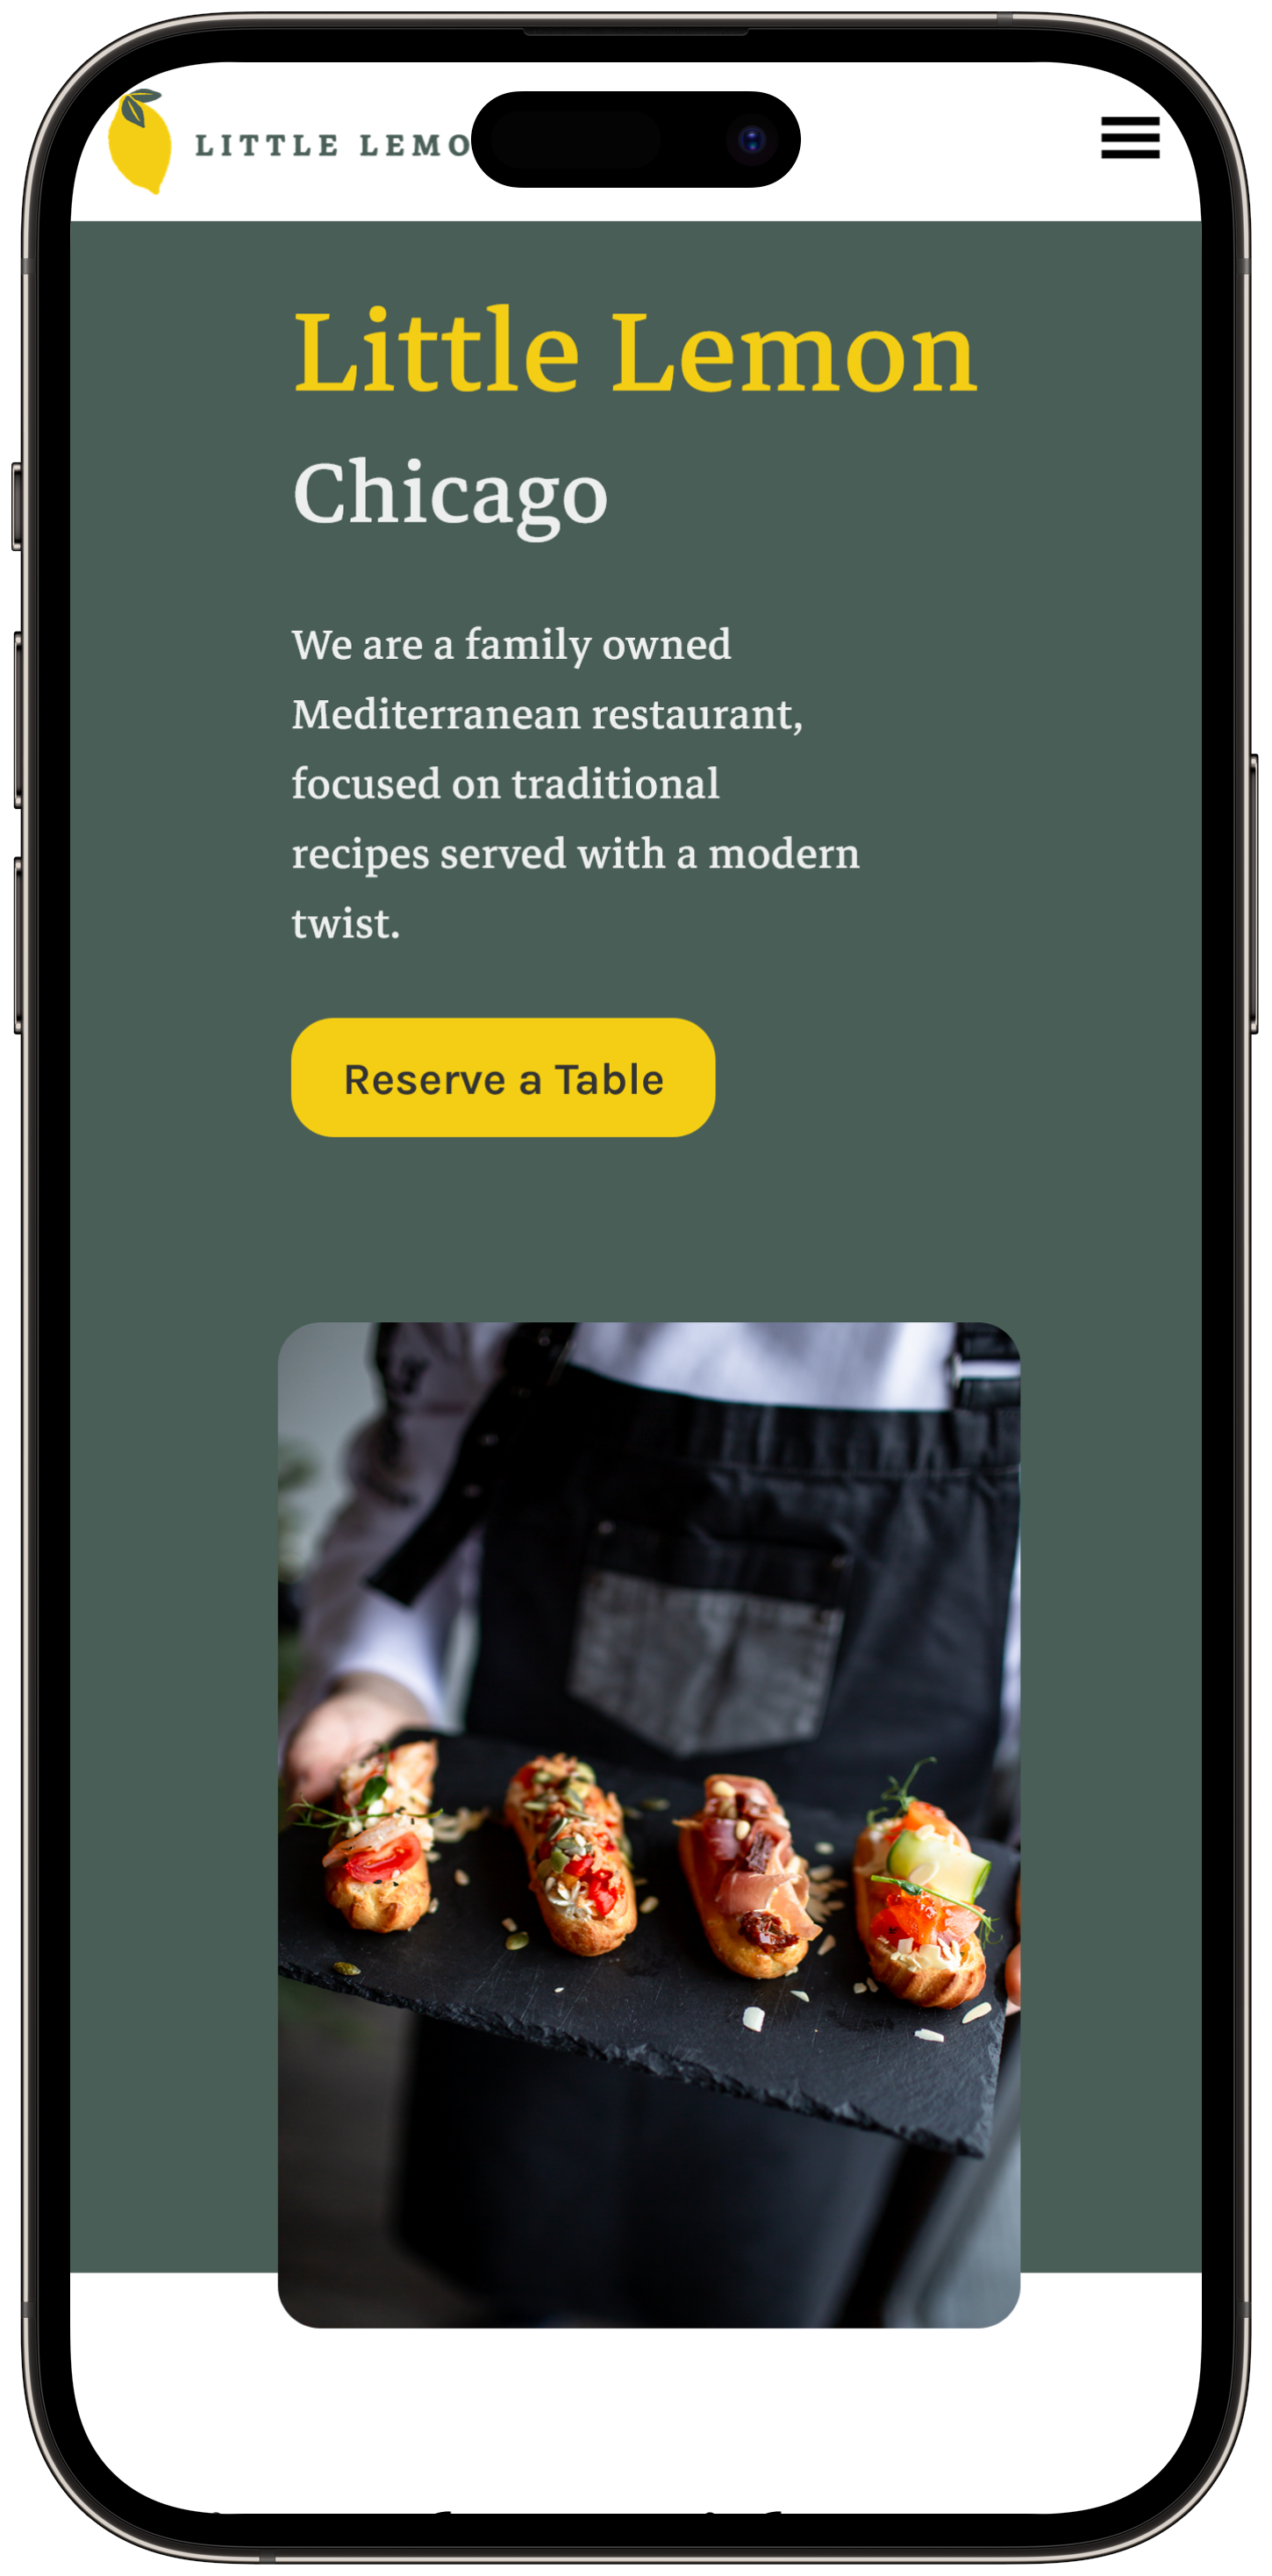 LITTLE LEMO
Little Lemon
Chicago
We are a family owned
Mediterranean restaurant,
focused on traditional
recipes served with a modern
twist.
Reserve a Table